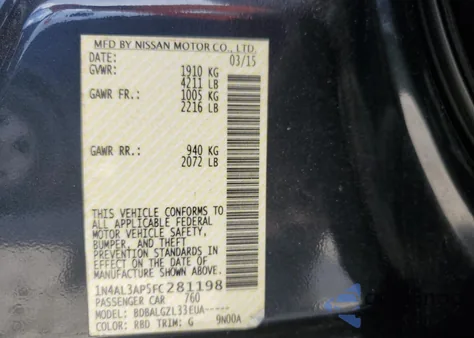 MFD BY NISSAN MOTOR CO., LTD.
DATE: 03/15
GVWR: 1910 KG
4211 LB
GAWR FR.: 1005 KG
2216 LB
GAWR RR.: 940 KG
2072 LB
THIS VEHICLE CONFORMS TO
ALL APPLICABLE FEDERAL
MOTOR VEHICLE SAFETY,
BUMPER, AND THEFT
PREVENTION STANDARDS IN
EFFECT ON THE DATE OF
MANUFACTURE SHOWN ABOVE.
1N4AL3AP5FC281198
PASSENGER CAR 760
MODEL: BDBALGZL33EUA-----
COLOR: RBD TRIM: G 9N00A